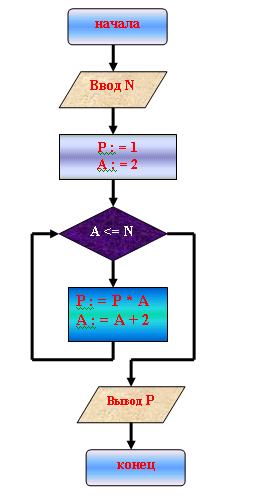 начала
Ввод N
P : = 1
A : = 2
A <= N
P : = P * A
A : = A + 2
Вывод P
конец